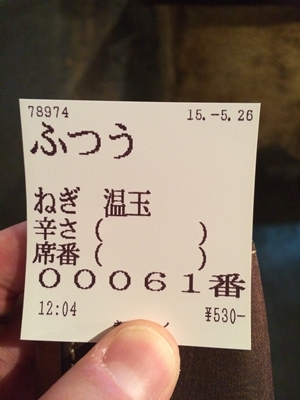 78974 15.-5.26
ふつう
ねぎ 温玉
辛さ( )
席番( )
00061番
12:04 ¥530-